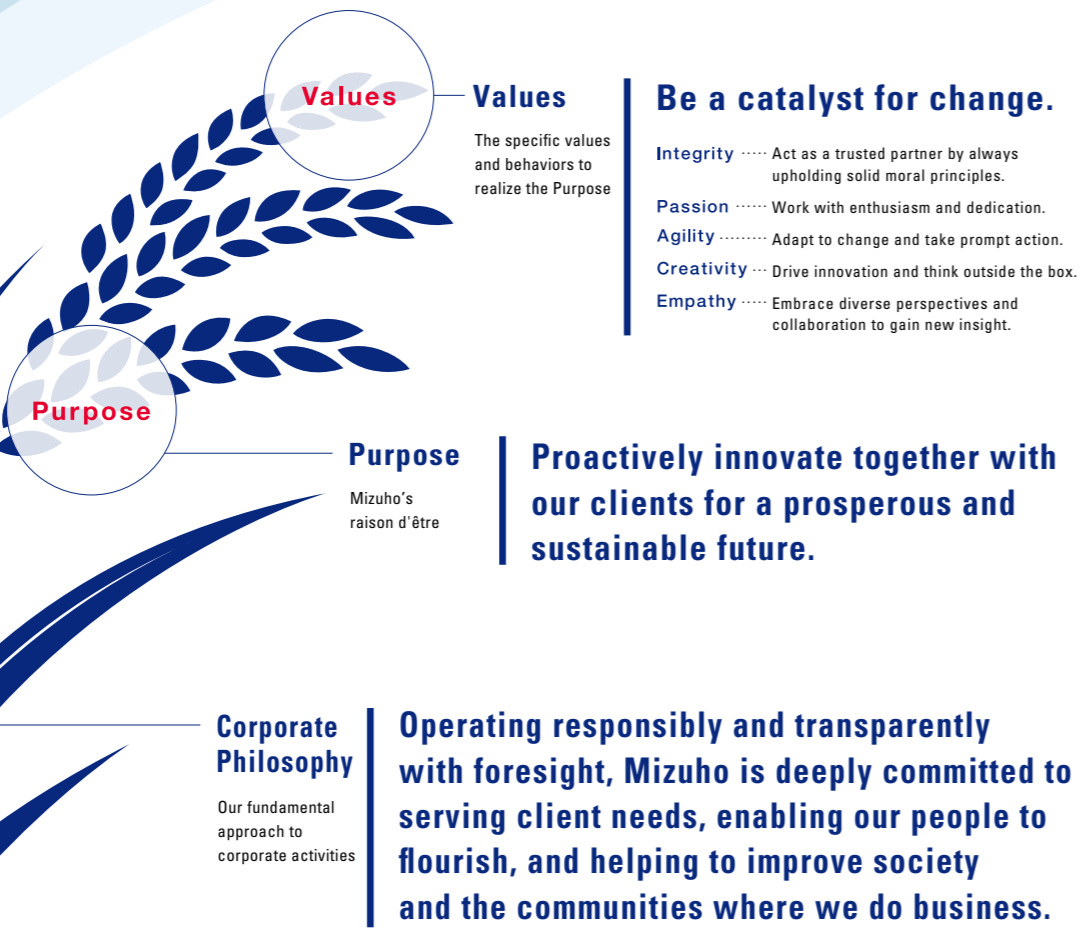 Values
Values
The specific values
and behaviors to
realize the Purpose
Be a catalyst for change.
Integrity ····· Act as a trusted partner by always
upholding solid moral principles.
Passion ······ Work with enthusiasm and dedication.
Agility ········· Adapt to change and take prompt action.
Creativity ··· Drive innovation and think outside the box.
Empathy ····· Embrace diverse perspectives and
collaboration to gain new insight.
Purpose
Purpose
Mizuho's
raison d'être
Proactively innovate together with
our clients for a prosperous and
sustainable future.
Corporate
Philosophy
Our fundamental
approach to
corporate activities
Operating responsibly and transparently
with foresight, Mizuho is deeply committed to
serving client needs, enabling our people to
flourish, and helping to improve society
and the communities where we do business.